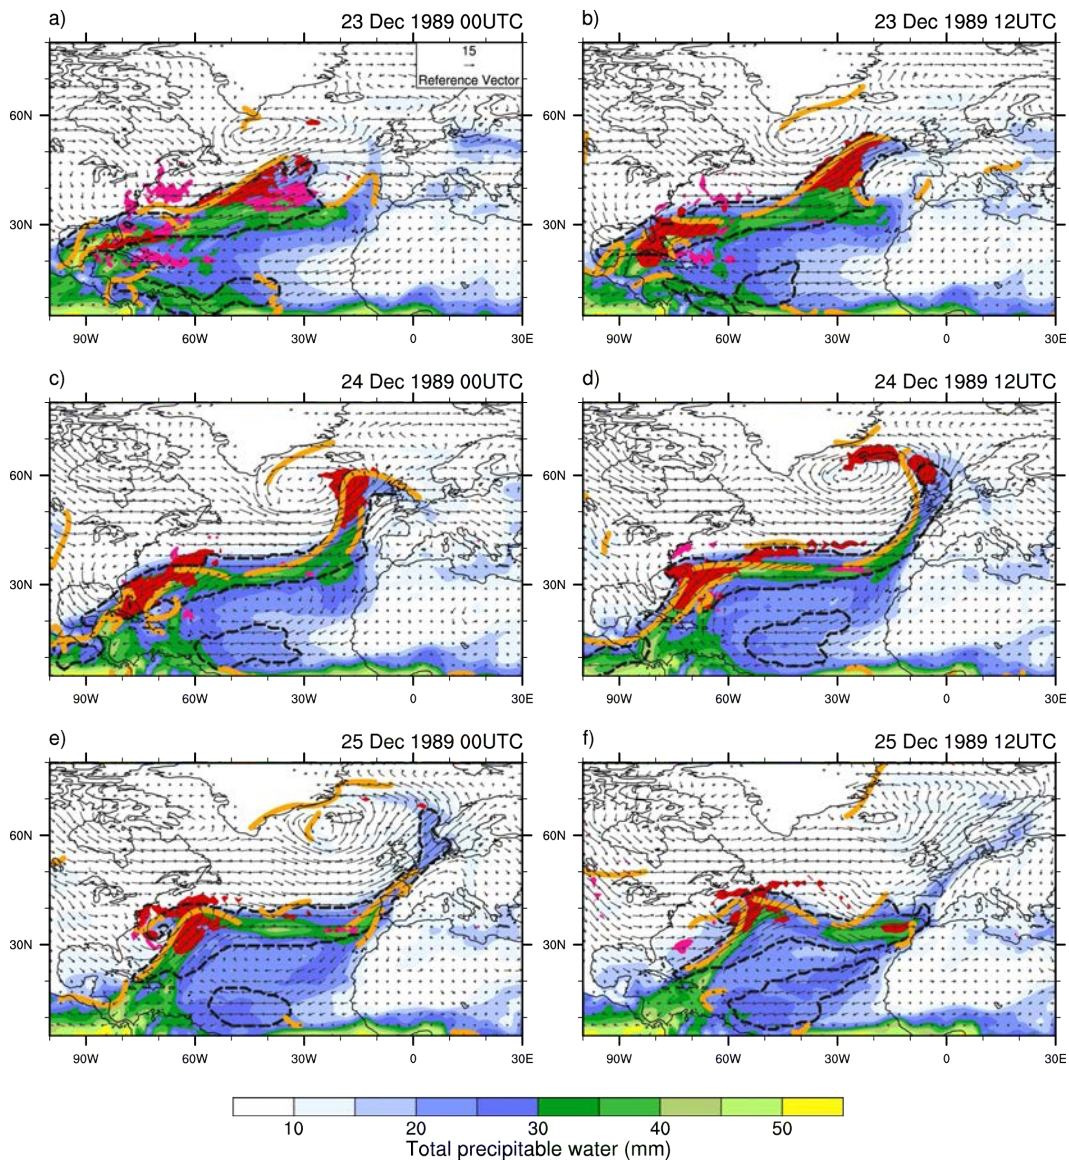 a) 23 Dec 1989 00UTC
b) 23 Dec 1989 12UTC
15
Reference Vector
60N
30N
90W 60W 30W 0 30E
60N
30N
90W 60W 30W 0 30E
c) 24 Dec 1989 00UTC
d) 24 Dec 1989 12UTC
60N
30N
90W 60W 30W 0 30E
60N
30N
90W 60W 30W 0 30E
e) 25 Dec 1989 00UTC
f) 25 Dec 1989 12UTC
60N
30N
90W 60W 30W 0 30E
60N
30N
90W 60W 30W 0 30E
10 20 30 40 50
Total precipitable water (mm)